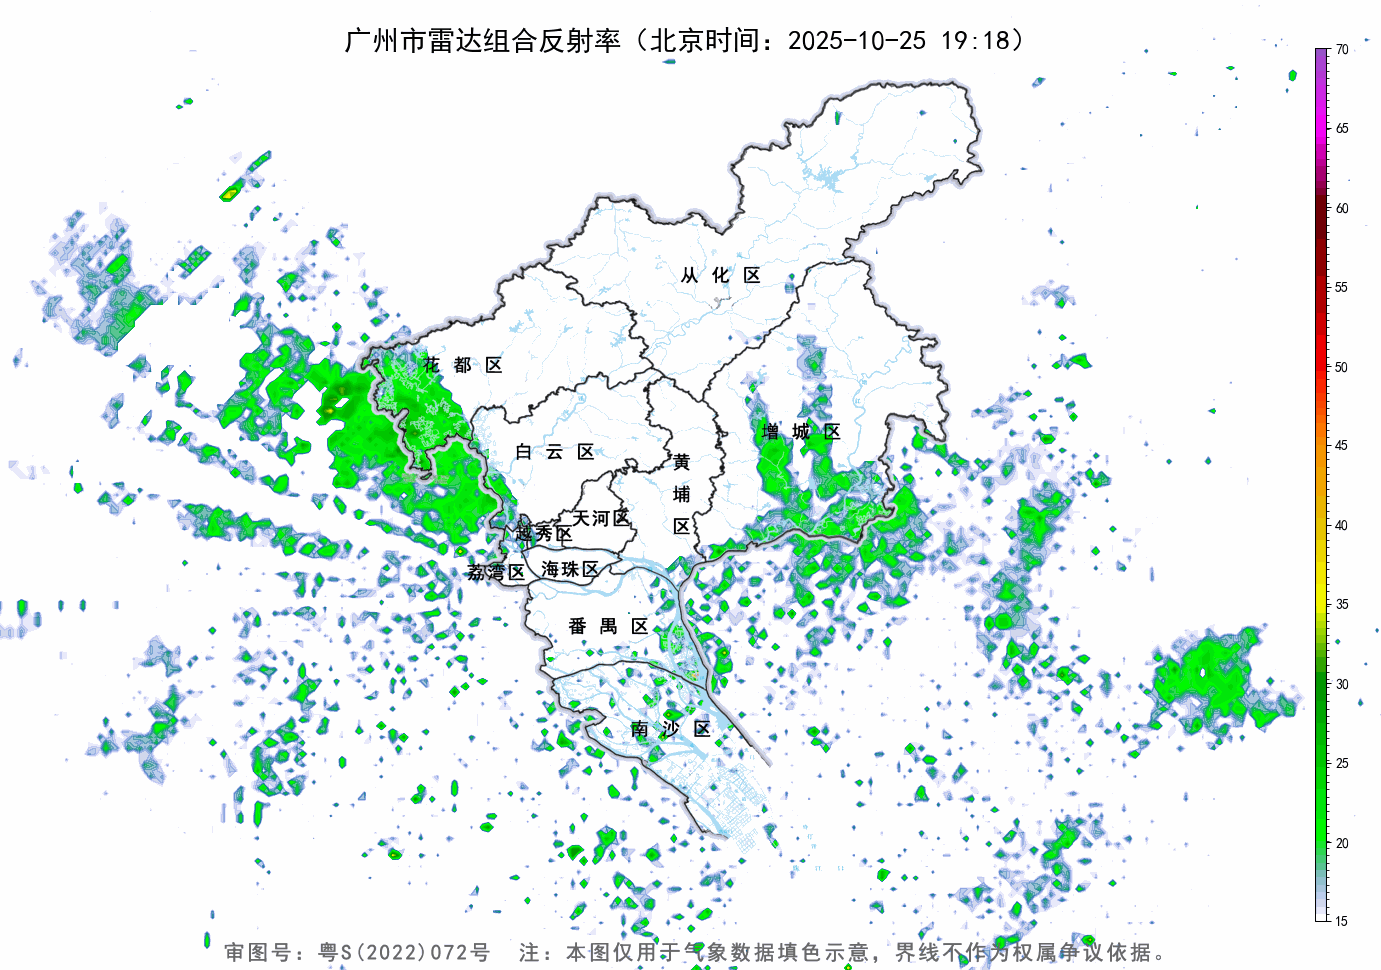 广州市雷达组合反射率（北京时间：2025-10-25 19:18）
70
65
60
55
50
45
40
35
30
25
20
15
从化区
花都区
增城区
白云区
黄埔区
天河区
越秀区
海珠区
荔湾区
番禺区
南沙区
审图号：粤S(2022)072号 注：本图仅用于气象数据填色示意，界线不作为权属争议依据。